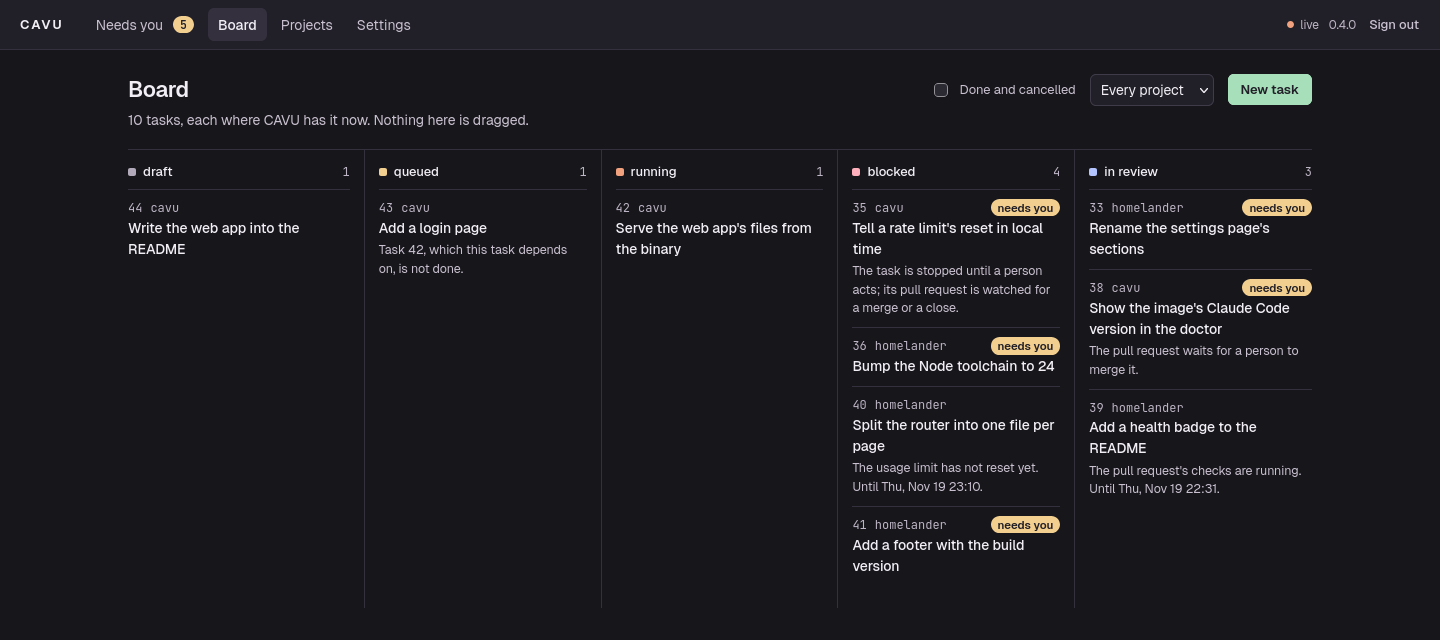 CAVU
Needs you 5
Board
Projects
Settings
live
0.4.0
Sign out
Board
Done and cancelled
Every project
New task
10 tasks, each where CAVU has it now. Nothing here is dragged.
draft 1
44 cavu
Write the web app into the
README
queued 1
43 cavu
Add a login page
Task 42, which this task depends
on, is not done.
running 1
42 cavu
Serve the web app's files from
the binary
blocked 4
35 cavu needs you
Tell a rate limit's reset in local
time
The task is stopped until a person
acts; its pull request is watched for
a merge or a close.
36 homelander needs you
Bump the Node toolchain to 24
40 homelander
Split the router into one file per
page
The usage limit has not reset yet.
Until Thu, Nov 19 23:10.
41 homelander needs you
Add a footer with the build
version
in review 3
33 homelander needs you
Rename the settings page's
sections
38 cavu needs you
Show the image's Claude Code
version in the doctor
The pull request waits for a person to
merge it.
39 homelander
Add a health badge to the
README
The pull request's checks are running.
Until Thu, Nov 19 22:31.